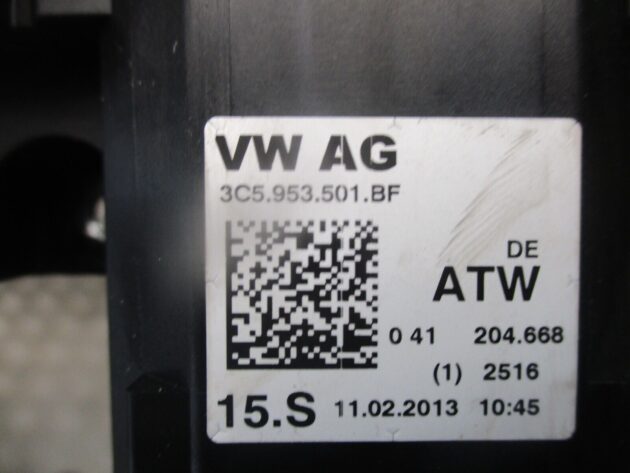 VW AG
3C5.953.501.BF
DE
ATW
0 41 204.668
(1) 2516
15.S 11.02.2013 10:45